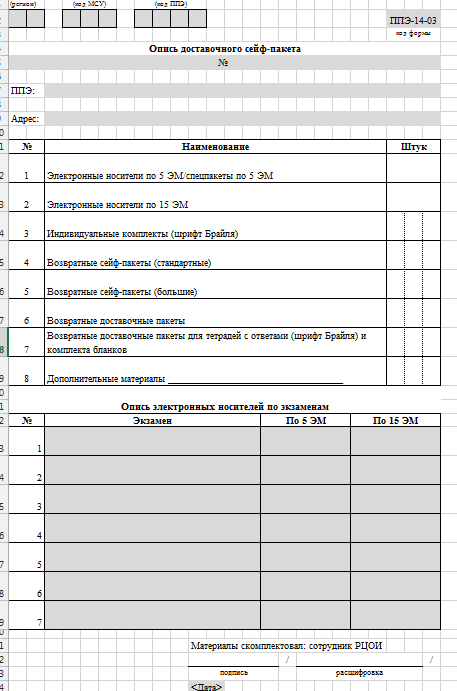 (регион) (код МСУ) (код ППЭ)
ППЭ-14-03
код формы
Опись доставочного сейф-пакета
№
ППЭ:
Адрес:
№ Наименование Штук
1 Электронные носители по 5 ЭМ/спецпакеты по 5 ЭМ
2 Электронные носители по 15 ЭМ
3 Индивидуальные комплекты (шрифт Брайля)
4 Возвратные сейф-пакеты (стандартные)
5 Возвратные сейф-пакеты (большие)
6 Возвратные доставочные пакеты
7 Возвратные доставочные пакеты для тетрадей с ответами (шрифт Брайля) и
комплекта бланков
8 Дополнительные материалы ____________________
Опись электронных носителей по экзаменам
№ Экзамен По 5 ЭМ По 15 ЭМ
1
2
3
4
5
6
7
Материалы скомплектовал: сотрудник РЦОИ
/ /
подпись расшифровка
<Дата>